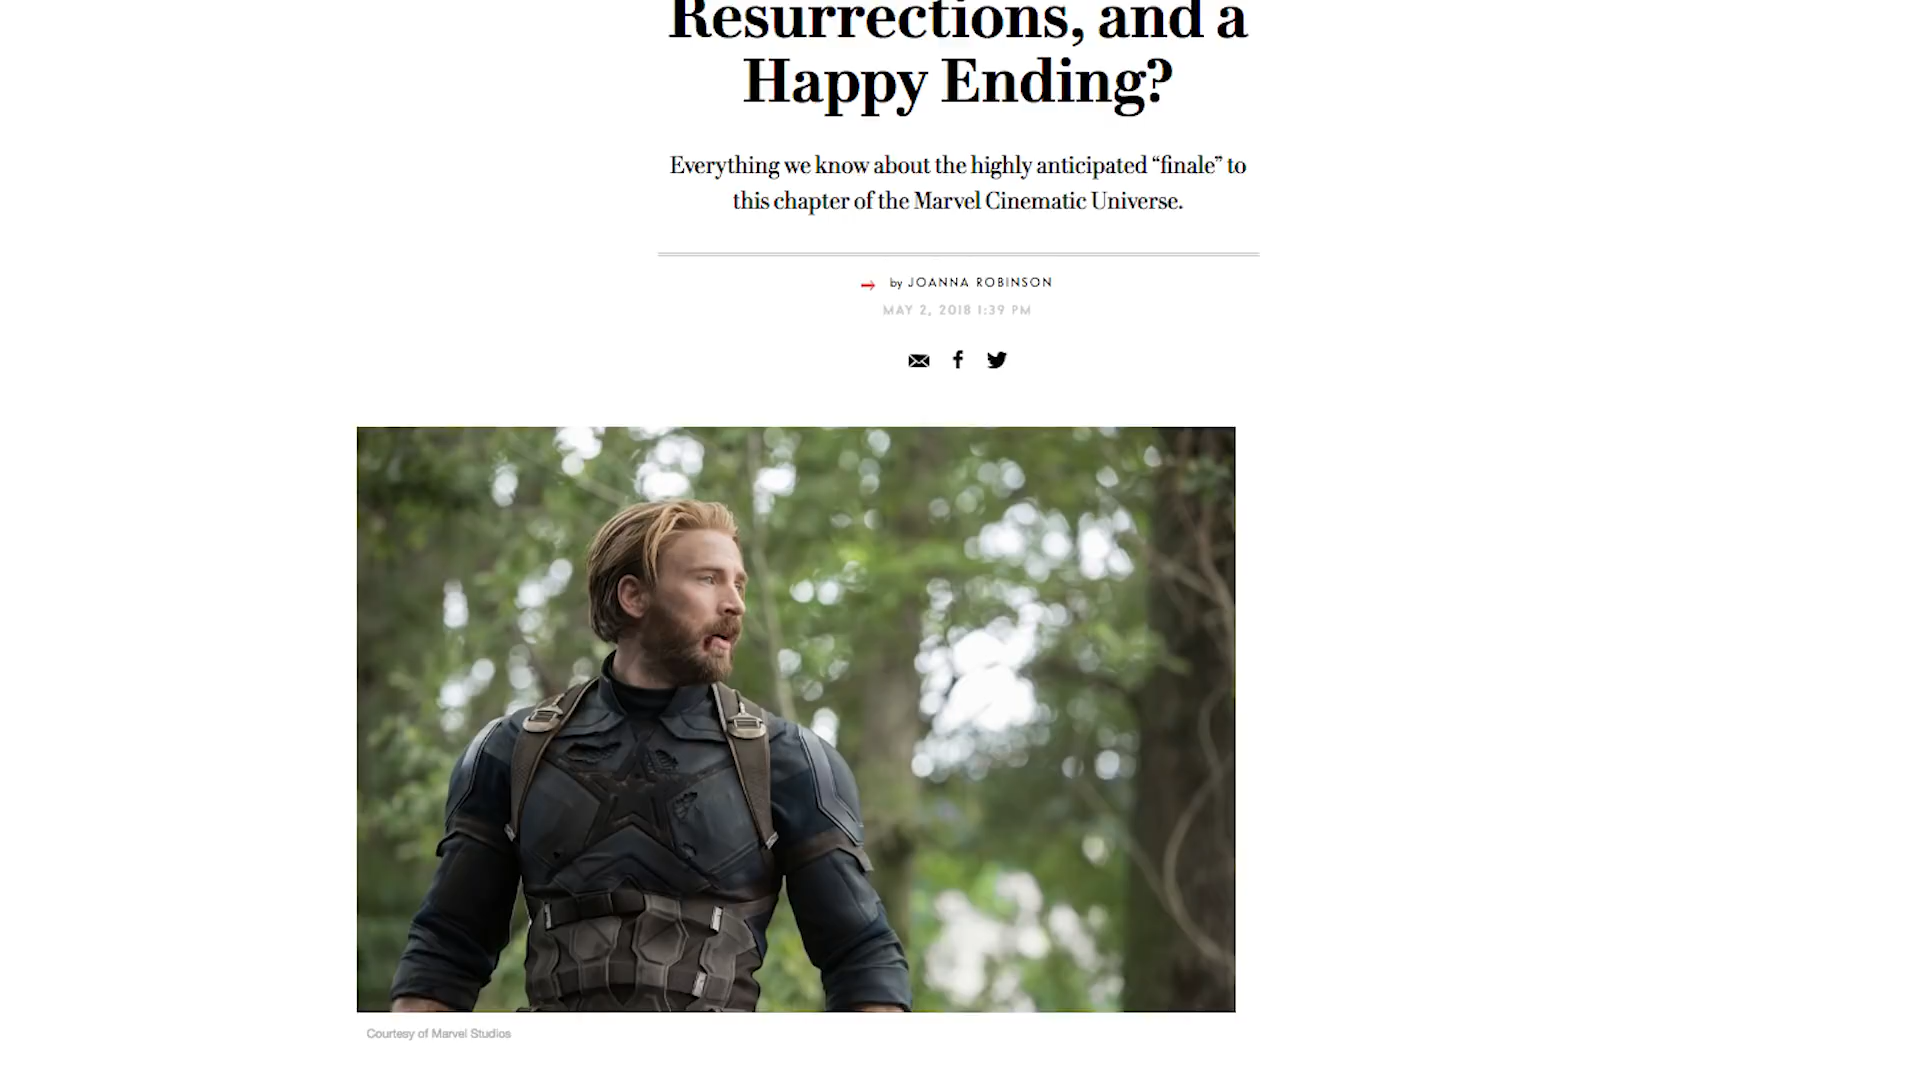 Resurrections, and a
Happy Ending?
Everything we know about the highly anticipated “finale” to
this chapter of the Marvel Cinematic Universe.
by JOANNA ROBINSON
MAY 2, 2018 1:39 PM
Courtesy of Marvel Studios